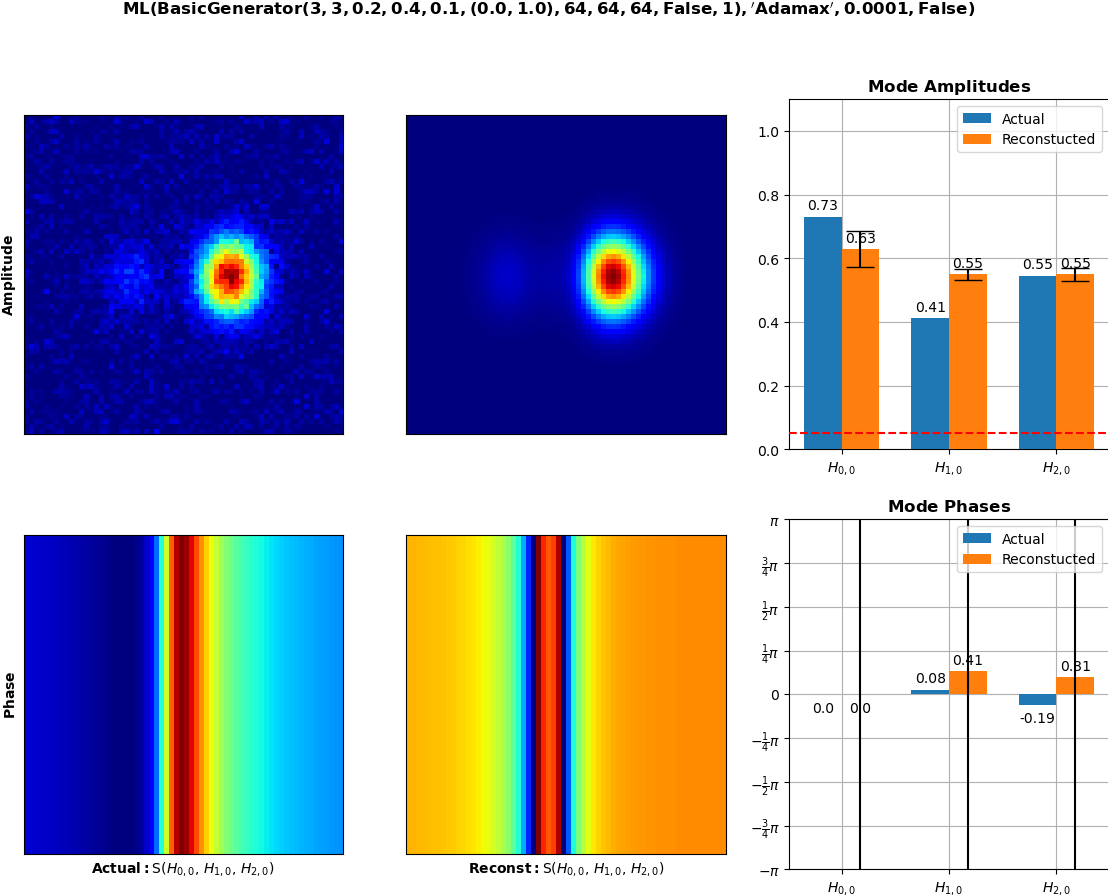 ML(BasicGenerator(3, 3, 0.2, 0.4, 0.1, (0.0, 1.0), 64, 64, 64, False, 1), 'Adamax', 0.0001, False)
Amplitude
Mode Amplitudes
Actual
Reconstucted
1.0
0.8
0.6
0.4
0.2
0.0
0.73
0.63
0.41
0.55
0.55
0.55
H0,0
H1,0
H2,0
Phase
Actual: S(H0,0, H1,0, H2,0)
Reconst: S(H0,0, H1,0, H2,0)
Mode Phases
Actual
Reconstucted
π
3/4π
1/2π
1/4π
0
−1/4π
−1/2π
−3/4π
−π
0.0
0.0
0.08
0.41
-0.19
0.31
H0,0
H1,0
H2,0